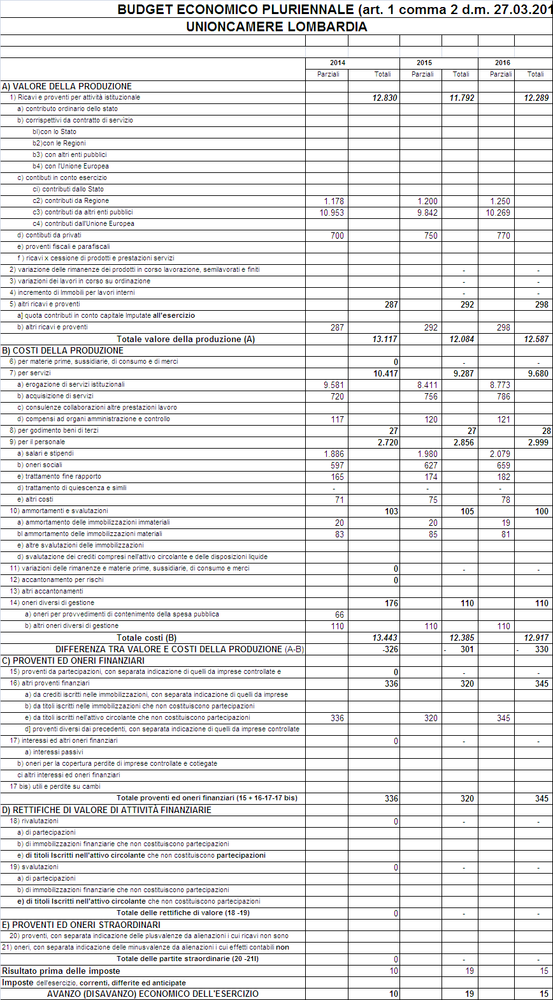 BUDGET ECONOMICO PLURIENNALE (art. 1 comma 2 d.m. 27.03.201
UNIONCAMERE LOMBARDIA
2014 2015 2016
Parziali Totali Parziali Totali Parziali Totali
A) VALORE DELLA PRODUZIONE
1) Ricavi e proventi per attività istituzionale 12.830 11.792 12.289
a) contributo ordinario dello stato
b) corrispettivi da contratto di servizio
bl)con lo Stato
b2)con le Regioni
b3) con altri enti pubblici
b4) con l'Unione Europea
c) contibuti in conto esercizio
ci) contributi dallo Stato
c2) contributi da Regione 1.178 1.200 1.250
c3) contributi da altri enti pubblici 10.953 9.842 10.269
c4) contributi dall'Unione Europea
d) contibuti da privati 700 750 770
e) proventi fiscali e parafiscali
f ) ricavi x cessione di prodotti e prestazioni servizi
2) variazione delle rimanenze dei prodotti in corso lavorazione, semilavorati e finiti - -
3) variazioni dei lavori in corso su ordinazione - -
4) incremento di Immobili per lavori interni - -
5) aitri ricavi e proventi 287 292 298
a] quota contributi in conto capitale Imputate all'esercizio
b) altri ricavi e proventi 287 292 298
Totale valore della produzione (A) 13.117 12.084 12.587
B) COSTI DELLA PRODUZIONE
6) per materie prime, sussidiarie, di consumo e di merci 0 - -
7) per servizi 10.417 9.287 9.680
a) erogazione di servizi istituzionali 9.581 8.411 8.773
b) acquisizione di servizi 720 756 786
c) consulenze collaborazioni altre prestazioni lavoro
d) compensi ad organi amministrazione e controllo 117 120 121
8) per godimento beni di terzi 27 27 28
9) per il personale 2.720 2.856 2.999
a) salari e stipendi 1.886 1.980 2.079
b) oneri sociali 597 627 659
e) trattamento fine rapporto 165 174 182
d) trattamento di quiescenza e simili - - -
e) altri costi 71 75 78
10) ammortamenti e svalutazioni 103 105 100
a) ammortamento delle immobilizzazioni immateriali 20 20 19
bl ammortamento delle immobilizzazioni materiali 83 85 81
e) altre svalutazioni delle immobilizzazioni
d) svalutazione dei crediti compresi nell'attivo circolante e delle disposizioni liquide
11) variazioni delle rimanenze e materie prime, sussidiarie, di consumo e merci 0 - -
12) accantonamento per rischi 0
13) altri accantonamenti
14) oneri diversi di gestione 176 110 110
a) oneri per provvedimenti di contenimento della spesa pubblica 66
b) altri oneri diversi di gestione 110 110 110
Totale costi (B) 13.443 12.385 12.917
DIFFERENZA TRA VALORE E COSTI DELLA PRODUZIONE (A-B) -326 - 301 - 330
C) PROVENTI ED ONERI FINANZIARI
15) proventi da partecipazioni, con separata indicazione di quelli da imprese controllate e 0 - -
16) altri proventi finanziari 336 320 345
a) da crediti iscritti nelle immobilizzazioni, con separata indicazione di quelli da imprese
b) da titoli iscritti nelle immobilizzazioni che non costituiscono partecipazioni
e) da titoli iscritti nell'attivo circolante che non costituiscono partecipazioni 336 320 345
d] proventi diversi dai precedenti, con separata indicazione di quelli da imprese controllate
17) interessi ed altri oneri finanziari 0 - -
a) interessi passivi
b) oneri per la copertura perdite di imprese controllate e cotiegate
ci altri interessi ed oneri finanziari
17 bis) utili e perdite su cambi
Totale proventi ed oneri finanziari (15 + 16-17-17 bis) 336 320 345
D) RETTIFICHE DI VALORE DI ATTIVITÀ FINANZIARIE
18) rivalutazioni 0 - -
a) di partecipazioni
b) di immobilizzazioni finanziarie che non costituiscono partecipazioni
e) di titoli Iscritti nell'attivo circolante che non costituiscono partecipazioni
19) svalutazioni 0 - -
a) di partecipazioni
b) di immobilizzazioni finanziarie che non costituiscono partecipazioni
e) di titoli Iscritti nell'attivo circolante che non costituiscono partecipazioni
Totale delle rettifiche di valore (18 -19) 0 - -
E) PROVENTI ED ONERI STRAORDINARI
20) proventi, con separata indicazione delle plusvalenze da alienazioni i cui ricavi non sono
21) oneri, con separata indicazione delle minusvalenze da alienazioni i cui effetti contabili non
Totale delle partite straordinarie (20 -21l) 0 - -
Risultato prima delle imposte 10 19 15
Imposte dell'esercizio, correnti, differite ed anticipate
AVANZO (DISAVANZO) ECONOMICO DELL'ESERCIZIO 10 19 15